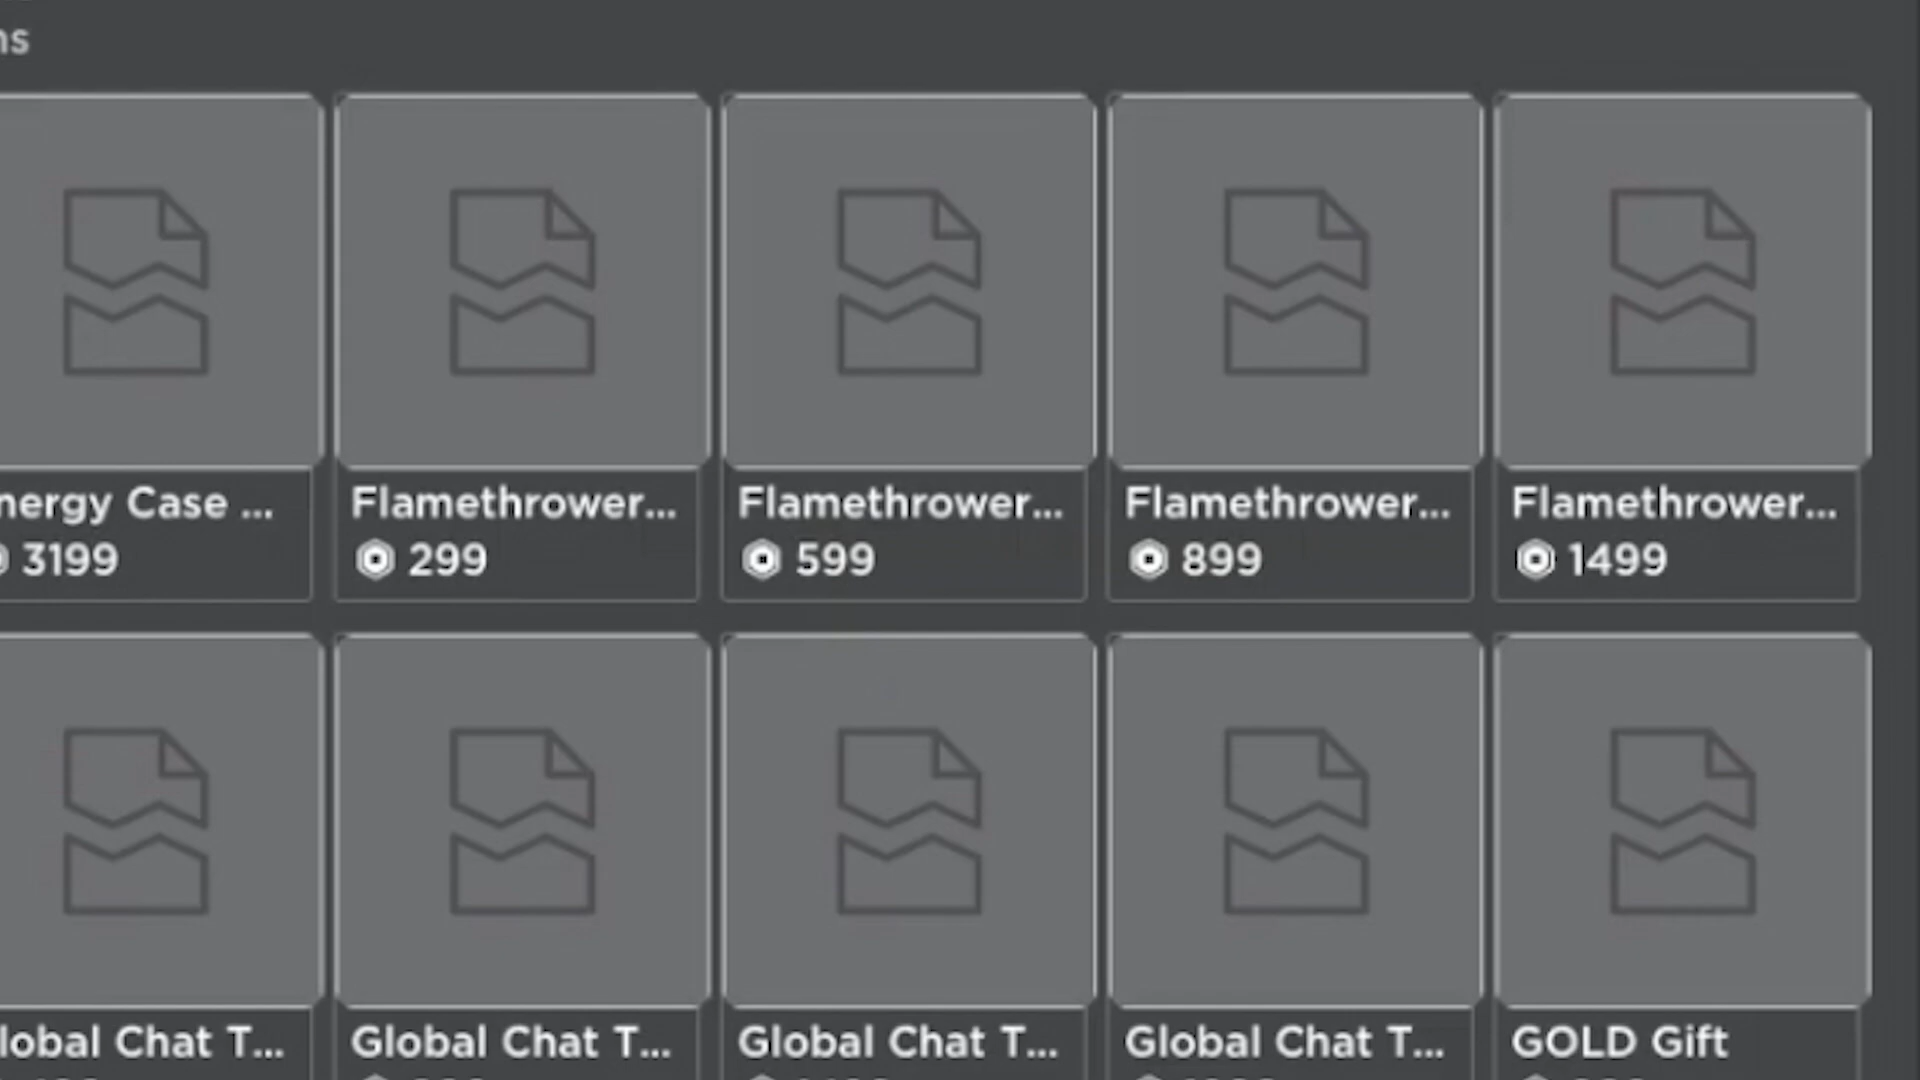 ns
nergy Case ... Flamethrower... Flamethrower... Flamethrower... Flamethrower...
3199 299 599 899 1499
lobal Chat T... Global Chat T... Global Chat T... Global Chat T... GOLD Gift